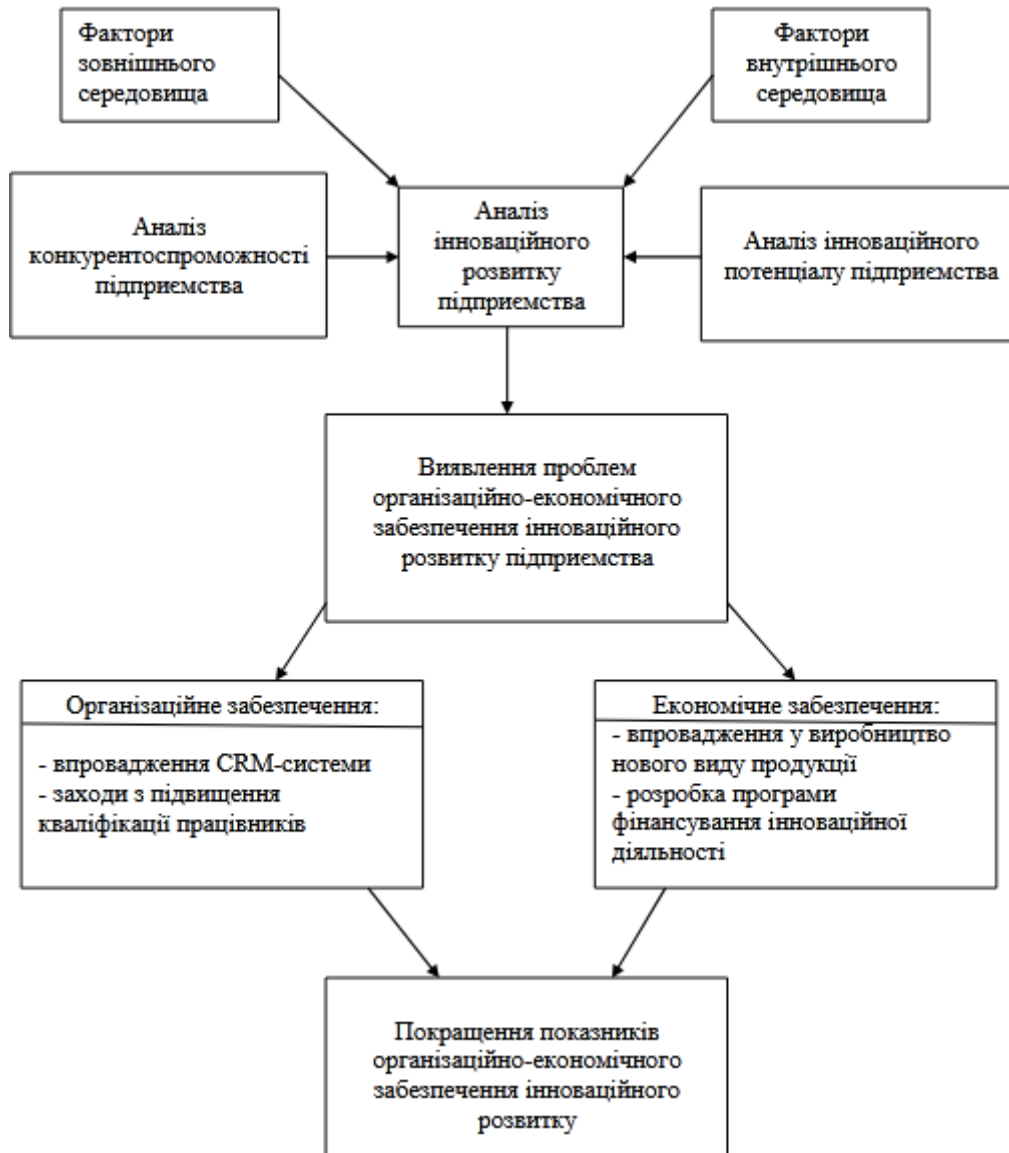 Фактори
зовнішнього
середовища
Фактори
внутрішнього
середовища
Аналіз
конкурентоспроможності
підприємства
Аналіз
інноваційного
розвитку
підприємства
Аналіз інноваційного
потенціалу підприємства
Виявлення проблем
організаційно-економічного
забезпечення інноваційного
розвитку підприємства
Організаційне забезпечення:
- впровадження CRM-системи
- заходи з підвищення
кваліфікації працівників
Економічне забезпечення:
- впровадження у виробництво
нового виду продукції
- розробка програми
фінансування інноваційної
діяльності
Покращення показників
організаційно-економічного
забезпечення інноваційного
розвитку